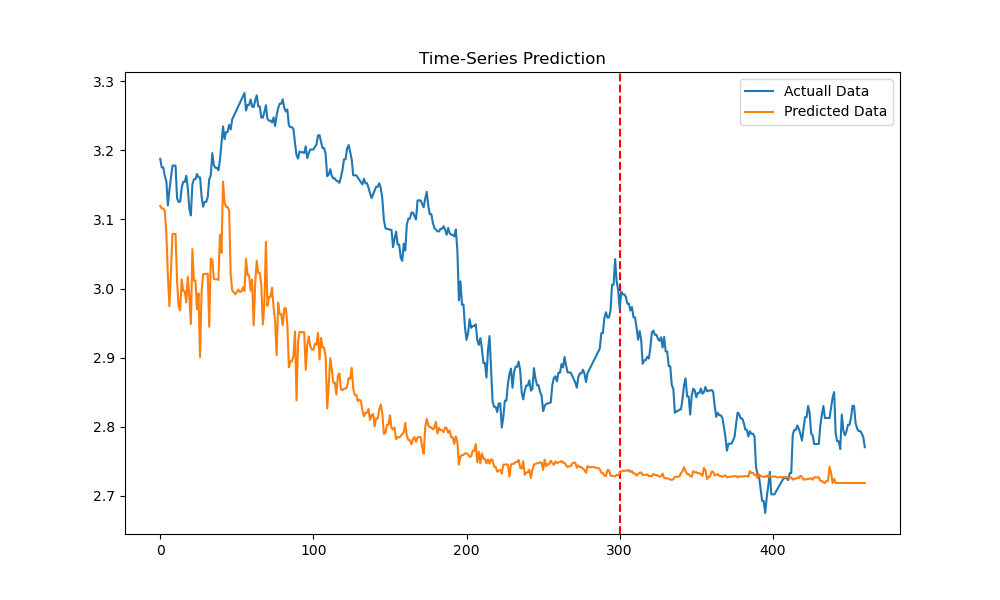 Time-Series Prediction
Actuall Data
Predicted Data
3.3
3.2
3.1
3.0
2.9
2.8
2.7
0 100 200 300 400